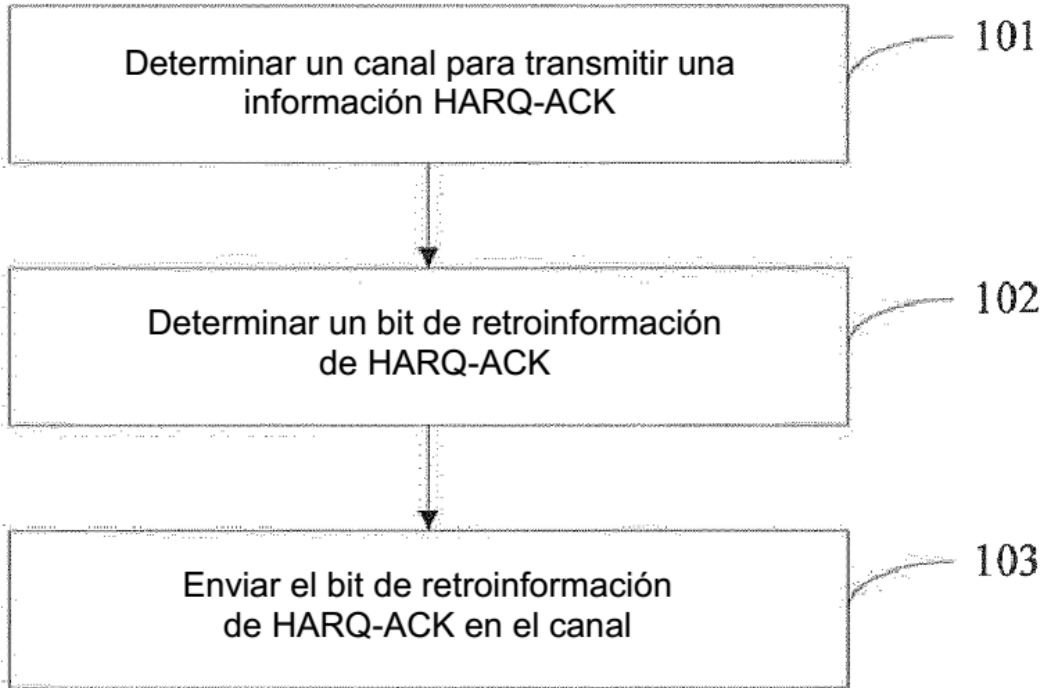 Determinar un canal para transmitir una
información HARQ-ACK
101
Determinar un bit de retroinformación
de HARQ-ACK
102
Enviar el bit de retroinformación
de HARQ-ACK en el canal
103